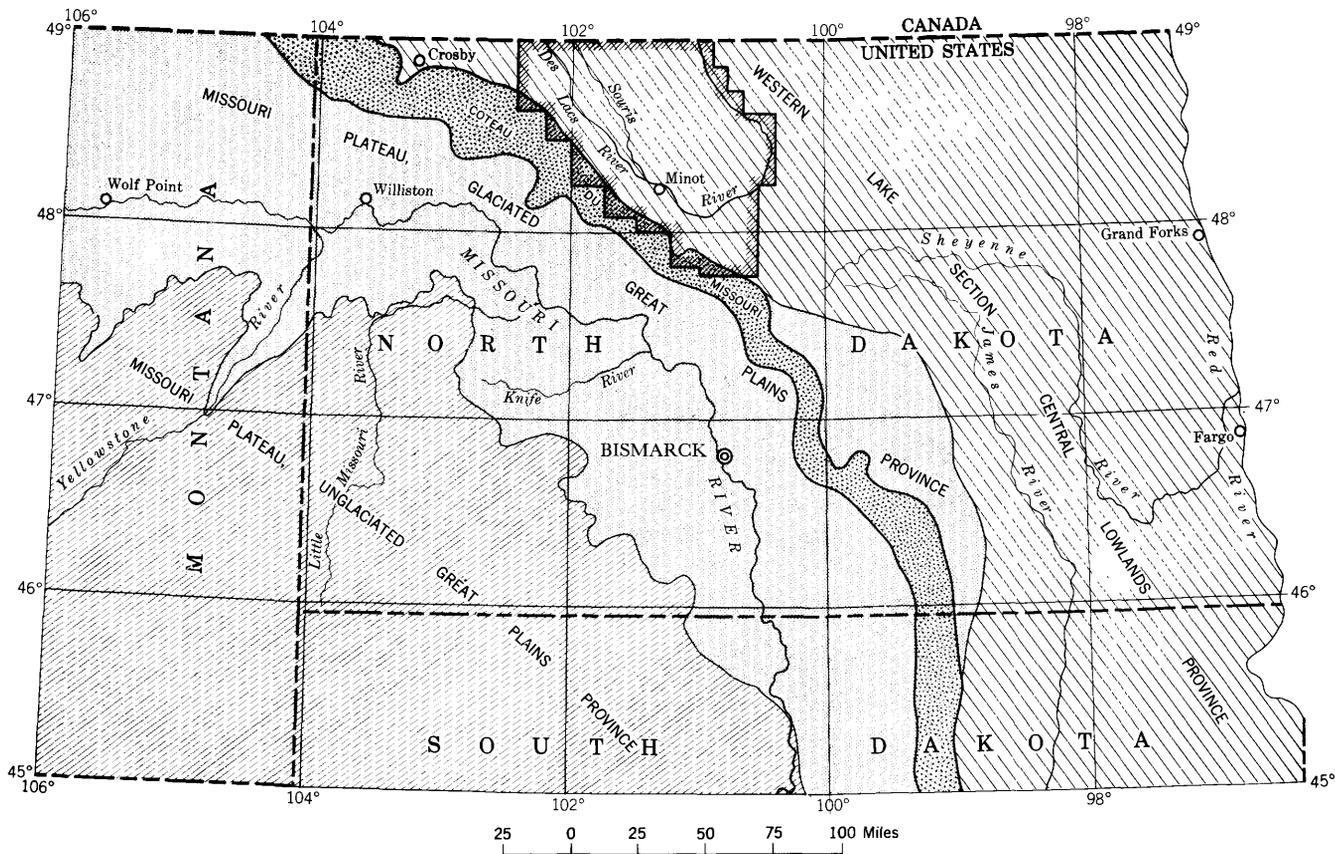 106°
104°
102°
CANADA
98°
49°
100°
UNITED STATES
49°
Crosby
Des
Lacs
River
Souris
WESTERN
MISSOURI
PLATEAU,
COTEAU
DU
Minot
River
LAKE
Wolf Point
Williston
GLACIATED
48°
48°
Grand Forks
Sheyenne
MISSOURI
GREAT
MISSOURI
SECTION
River
NORTH
DAKOTA
James
Red
River
Knife
River
PLAINS
MISSOURI
47°
47°
MONTANA
PLATEAU,
CENTRAL
Fargo
Yellowstone
BISMARCK
Missouri
PROVINCE
River
UNGLACIATED
RIVER
River
River
LOWLANDS
Little
GREAT
46°
46°
PLAINS
PROVINCE
PROVINCE
SOUTH
DAKOTA
45°
45°
106°
104°
102°
100°
98°
25 0 25 50 75 100 Miles